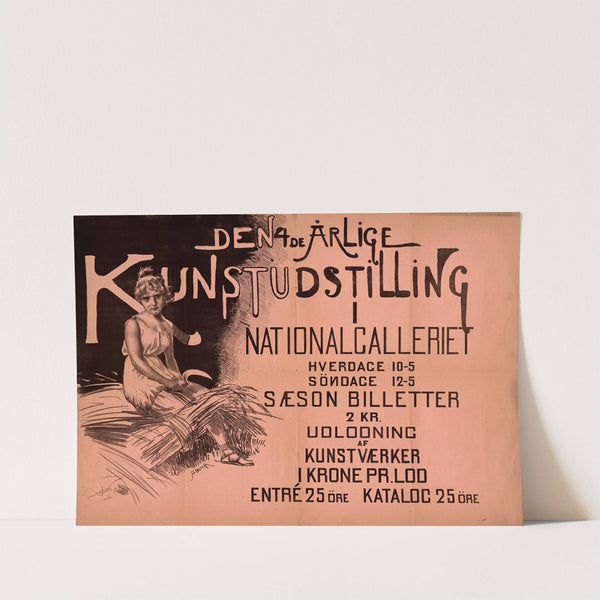 DEN 4DE ÅRLIGE
KUNSTUDSTILLING
I
NATIONALGALLERIET
HVERDAGE 10-5
SÖNDAGE 12-5
SÆSON BILLETTER
2 KR.
UDLODNING
AF
KUNSTVÆRKER
1 KRONE PR. LOD
ENTRÉ 25 ÖRE KATALOG 25 ÖRE